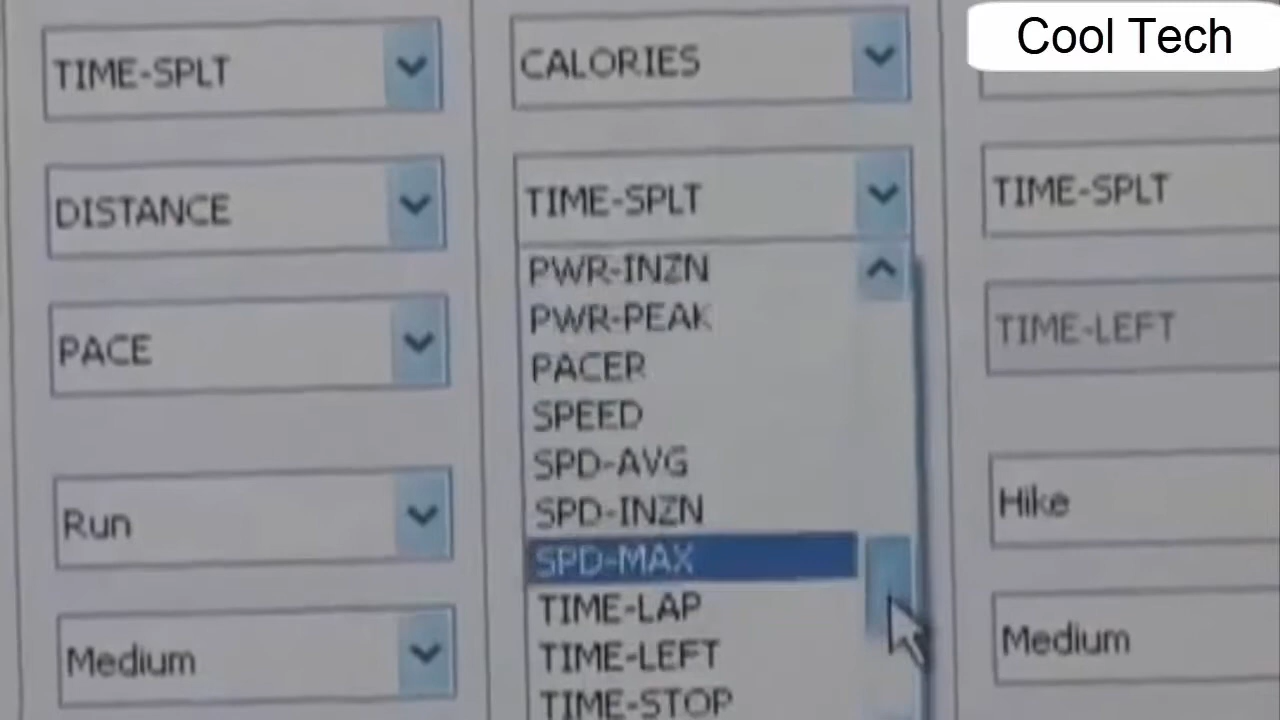 Cool Tech
TIME-SPLT
DISTANCE
PACE
Run
Medium
CALORIES
TIME-SPLT
PWR-INZN
PWR-PEAK
PACER
SPEED
SPD-AVG
SPD-INZN
SPD-MAX
TIME-LAP
TIME-LEFT
TIME-STOP
TIME-SPLT
TIME-LEFT
Hike
Medium